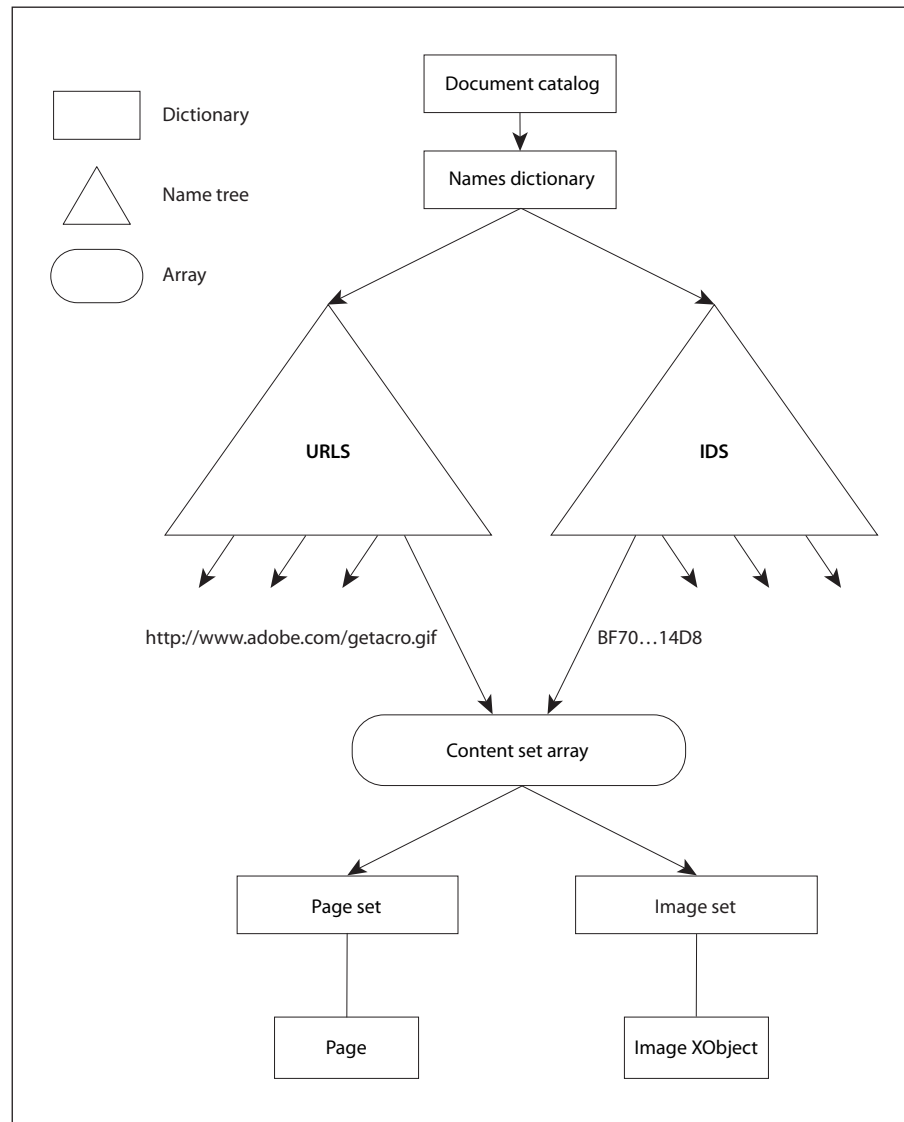 Document catalog
Dictionary
Names dictionary
Name tree
Array
URLS
IDS
http://www.adobe.com/getacro.gif
BF70…14D8
Content set array
Page set
Image set
Page
Image XObject